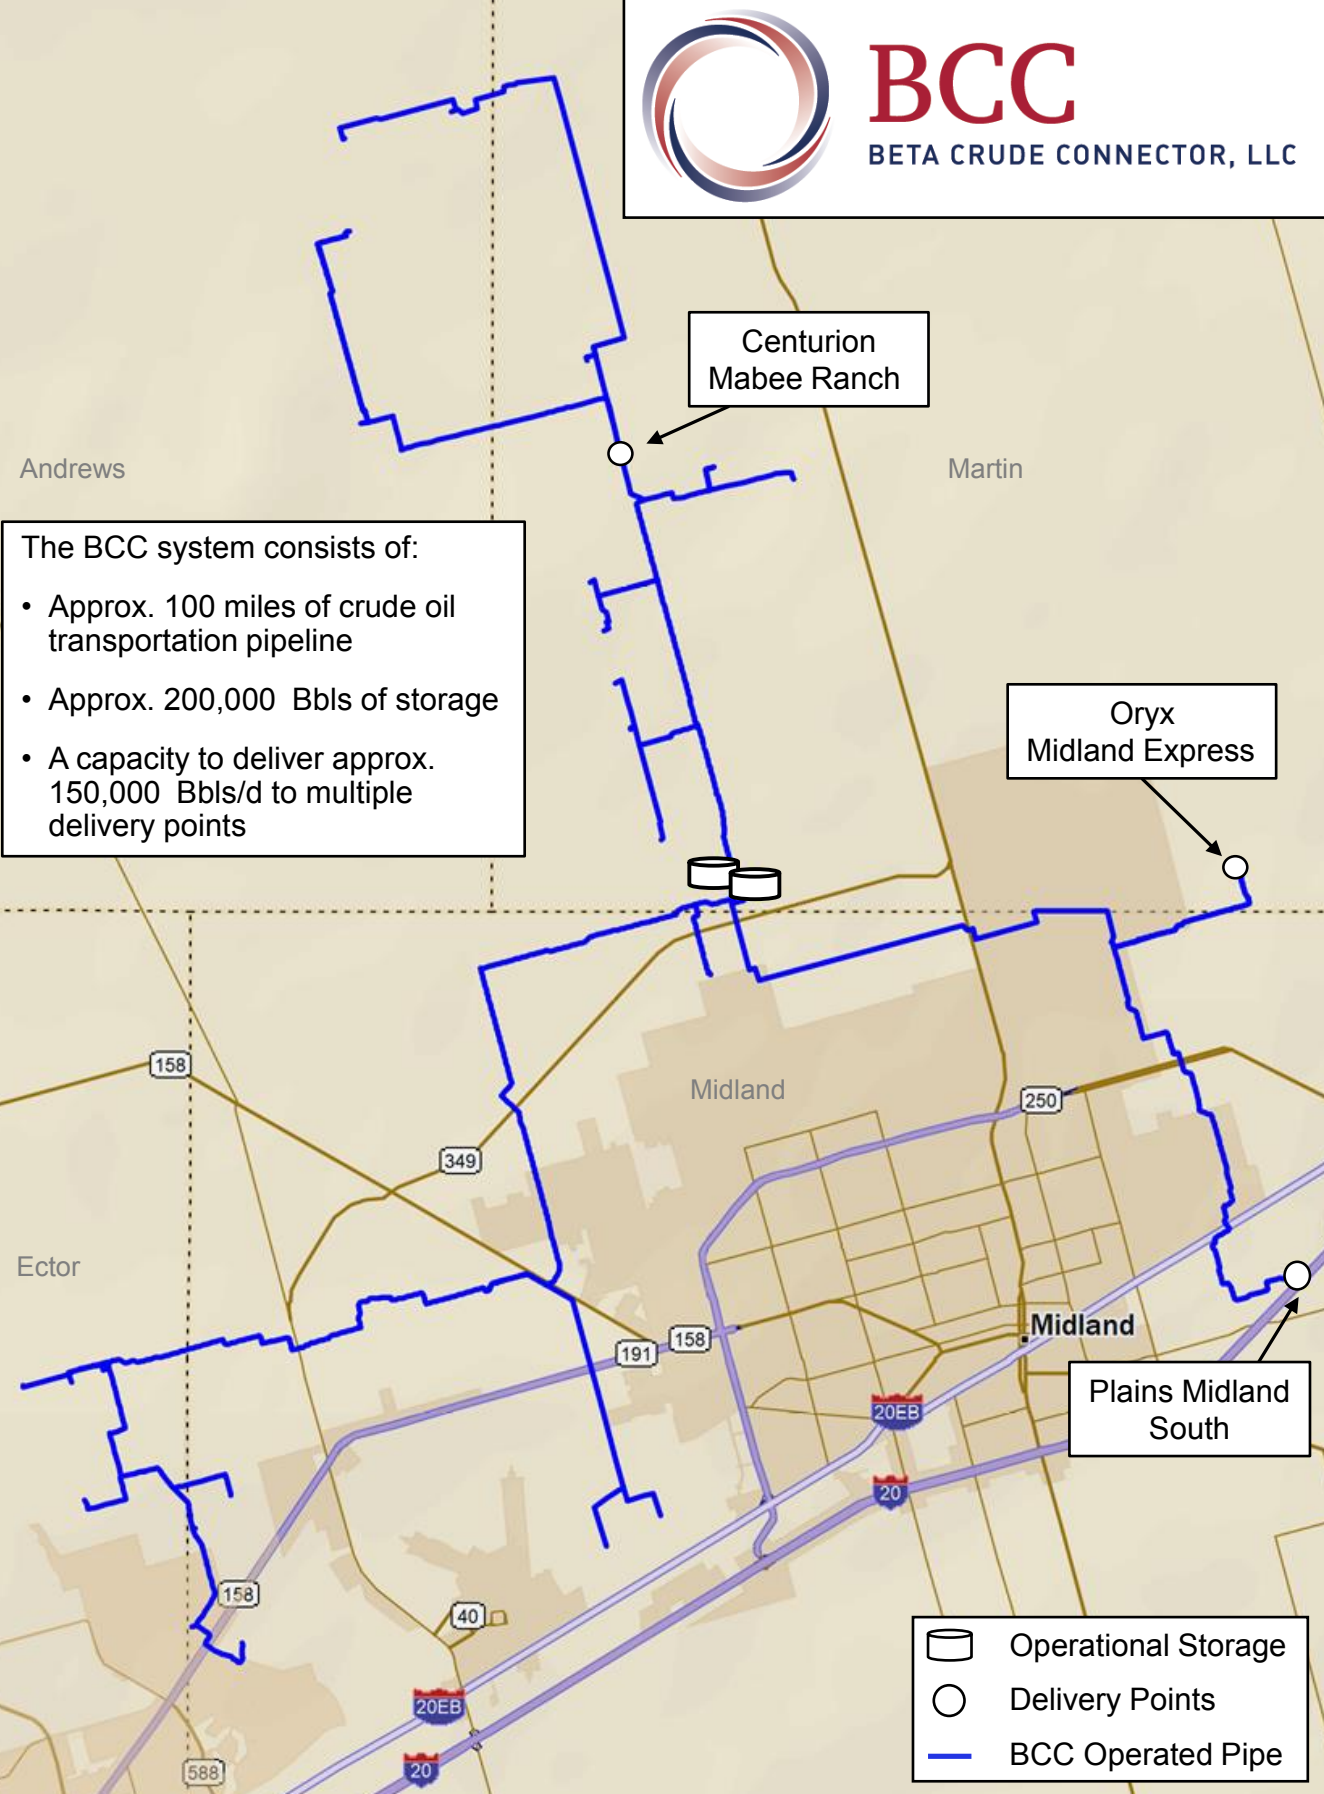 BCC
BETA CRUDE CONNECTOR, LLC
Centurion
Mabee Ranch
Andrews
Martin
The BCC system consists of:
• Approx. 100 miles of crude oil
transportation pipeline
• Approx. 200,000 Bbls of storage
• A capacity to deliver approx.
150,000 Bbls/d to multiple
delivery points
Oryx
Midland Express
158
Midland
250
349
Ector
Midland
158
191
Plains Midland
South
20EB
20
158
40
20EB
20
588
Operational Storage
Delivery Points
BCC Operated Pipe